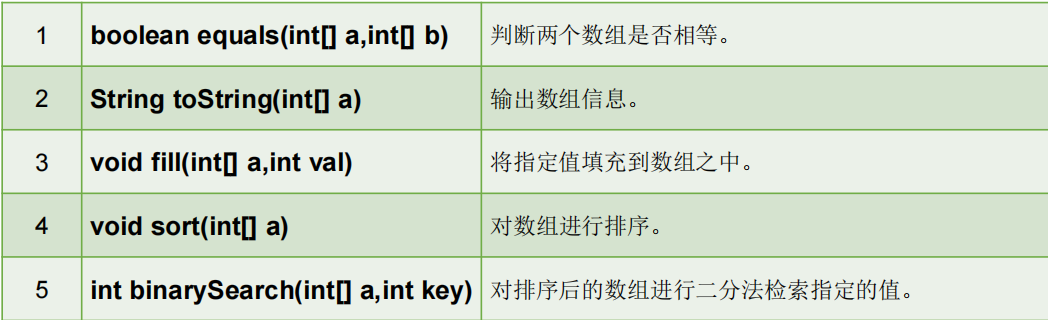 1 boolean equals(int[] a,int[] b) 判断两个数组是否相等。
2 String toString(int[] a) 输出数组信息。
3 void fill(int[] a,int val) 将指定值填充到数组之中。
4 void sort(int[] a) 对数组进行排序。
5 int binarySearch(int[] a,int key) 对排序后的数组进行二分法检索指定的值。